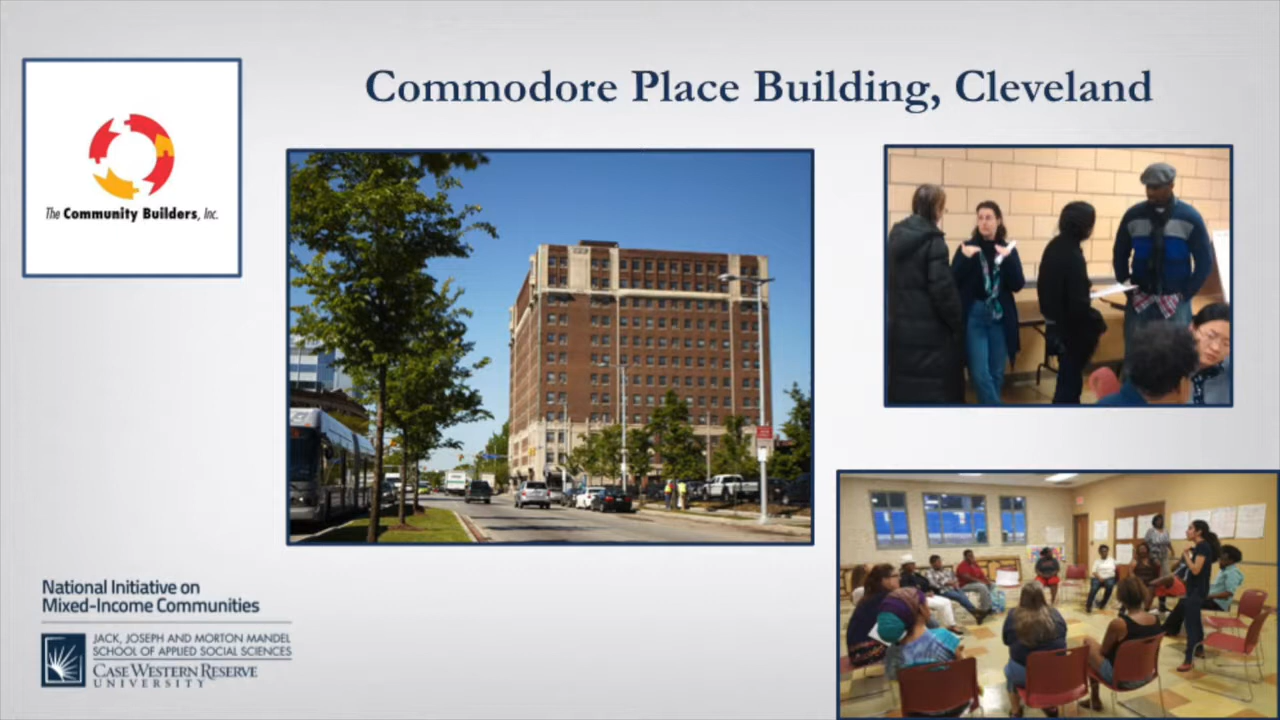 Commodore Place Building, Cleveland
The Community Builders, Inc.
National Initiative on
Mixed-Income Communities
JACK, JOSEPH AND MORTON MANDEL
SCHOOL OF APPLIED SOCIAL SCIENCES
CASE WESTERN RESERVE
UNIVERSITY